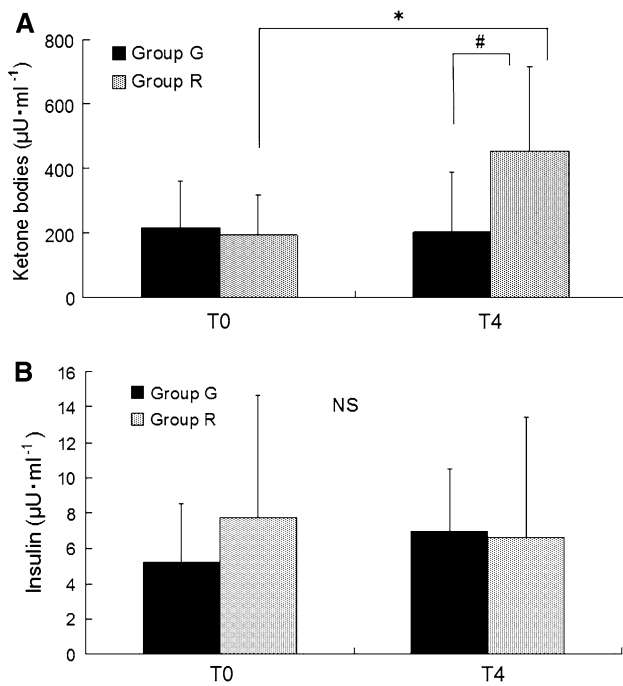 A
*
#
800
600
400
200
0
Ketone bodies (μU·ml⁻¹)
Group G
Group R
T0
T4
B
16
14
12
10
8
6
4
2
0
Insulin (μU·ml⁻¹)
Group G
Group R
NS
T0
T4